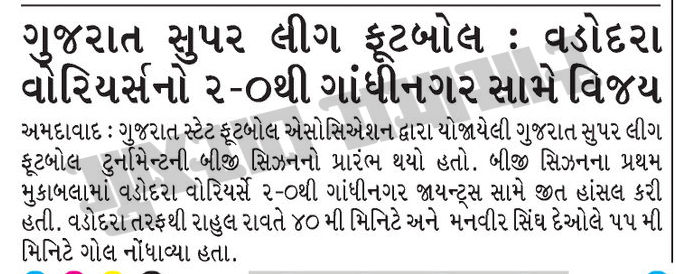 ગુજરાત સુપર લીગ ફૂટબોલ : વડોદરા
વોરિયર્સનો ૨-૦થી ગાંધીનગર સામે વિજય
અમદાવાદ : ગુજરાત સ્ટેટ ફૂટબોલ એસોસિએશન દ્વારા યોજાયેલી ગુજરાત સુપર લીગ
ફૂટબોલ ટુર્નામેન્ટની બીજી સિઝનનો પ્રારંભ થયો હતો. બીજી સિઝનના પ્રથમ
મુકાબલામાં વડોદરા વોરિયર્સે ૨-૦થી ગાંધીનગર જાયન્ટ્સ સામે જીત હાંસલ કરી
હતી. વડોદરા તરફથી રાહુલ રાવતે ૪૦ મી મિનિટે અને મનવીર સિંઘ દેઓલે ૫૫ મી
મિનિટે ગોલ નોંધાવ્યા હતા.